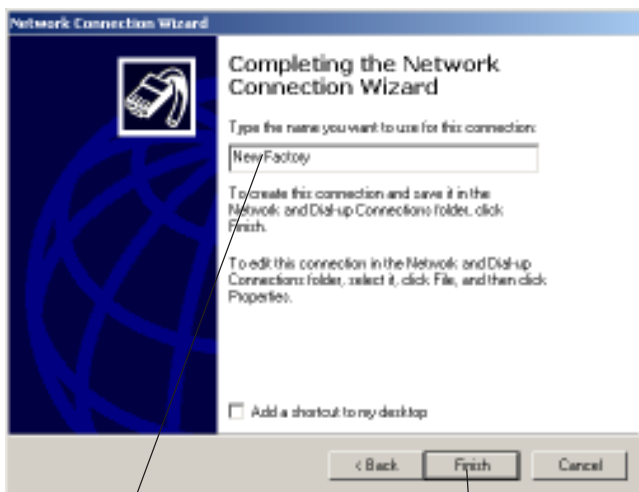 Network Connection Wizard
Completing the Network
Connection Wizard
Type the name you want to use for this connection:
New Factory
To create this connection and save it in the
Network and Dial-up Connections folder, click
Finish.
To edit this connection in the Network and Dial-up
Connections folder, select it, click File, and then click
Properties.
Add a shortcut to my desktop
< Back
Finish
Cancel